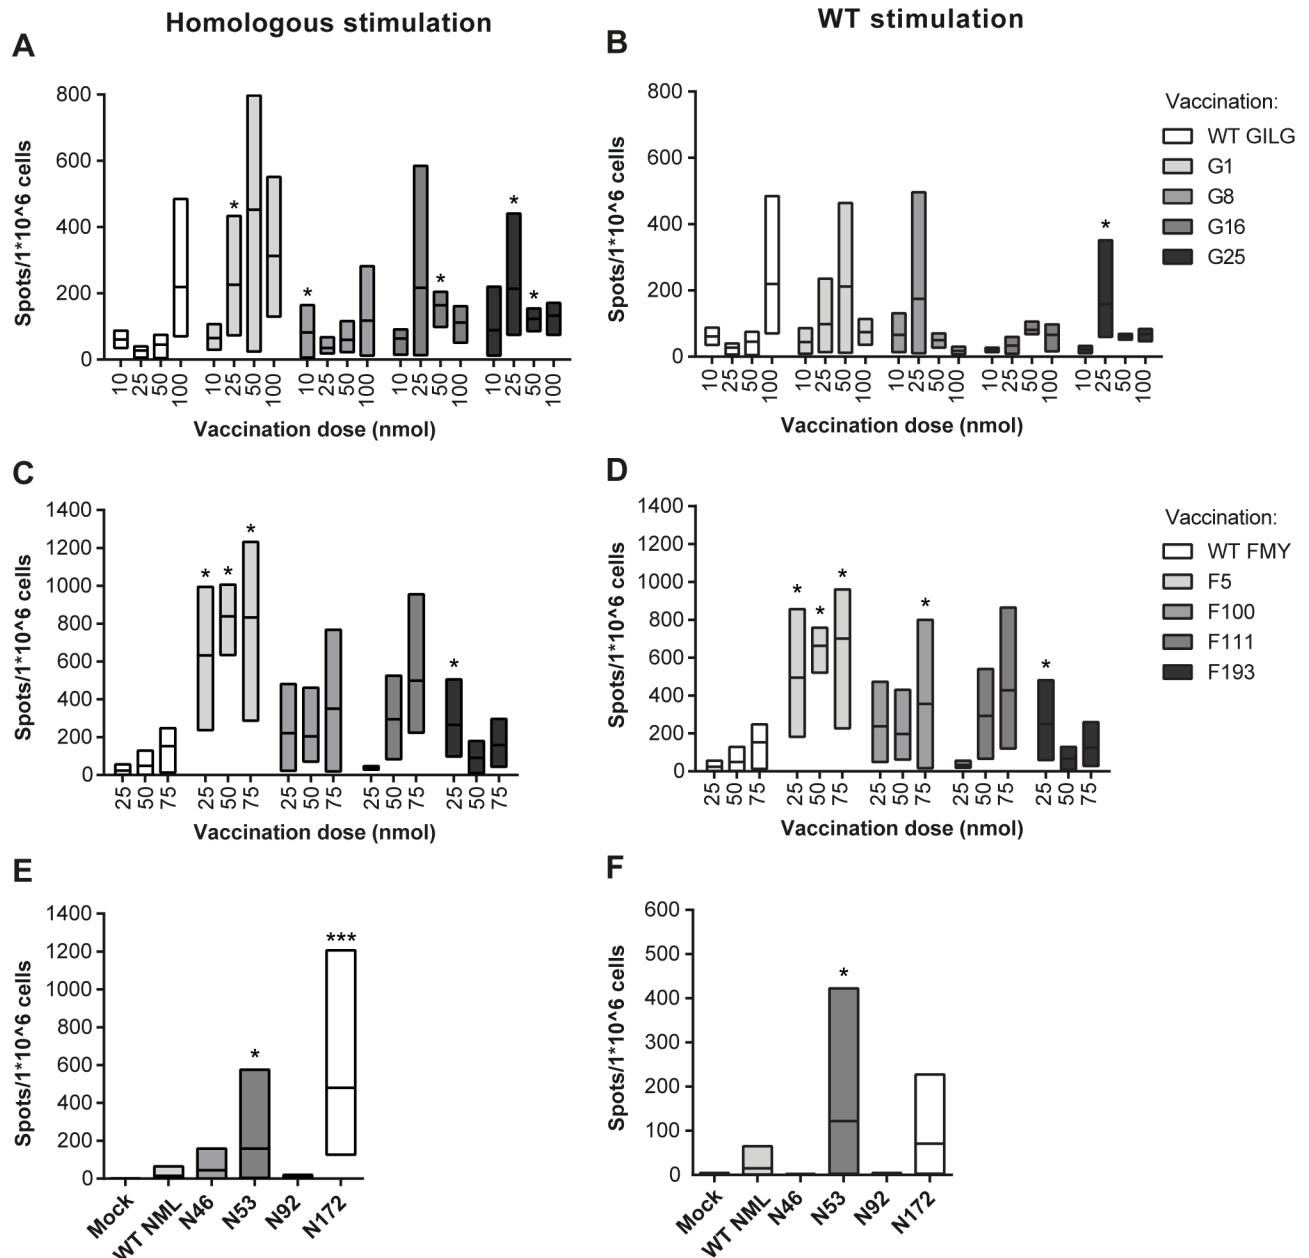 Homologous stimulation
WT stimulation
A
Spots/1*10^6 cells
800
600
400
200
0
*
*
*
*
*
10 25 50 100 10 25 50 100 10 25 50 100 10 25 50 100 10 25 50 100
Vaccination dose (nmol)
B
Spots/1*10^6 cells
800
600
400
200
0
*
10 25 50 100 10 25 50 100 10 25 50 100 10 25 50 100 10 25 50 100
Vaccination dose (nmol)
Vaccination:
WT GILG
G1
G8
G16
G25
C
Spots/1*10^6 cells
1400
1200
1000
800
600
400
200
0
*
*
*
*
25 50 75 25 50 75 25 50 75 25 50 75 25 50 75
Vaccination dose (nmol)
D
Spots/1*10^6 cells
1400
1200
1000
800
600
400
200
0
*
*
*
*
*
25 50 75 25 50 75 25 50 75 25 50 75 25 50 75
Vaccination dose (nmol)
Vaccination:
WT FMY
F5
F100
F111
F193
E
Spots/1*10^6 cells
1400
1200
1000
800
600
400
200
0
*
***
Mock WT NML N46 N53 N92 N172
F
Spots/1*10^6 cells
600
500
400
300
200
100
0
*
Mock WT NML N46 N53 N92 N172